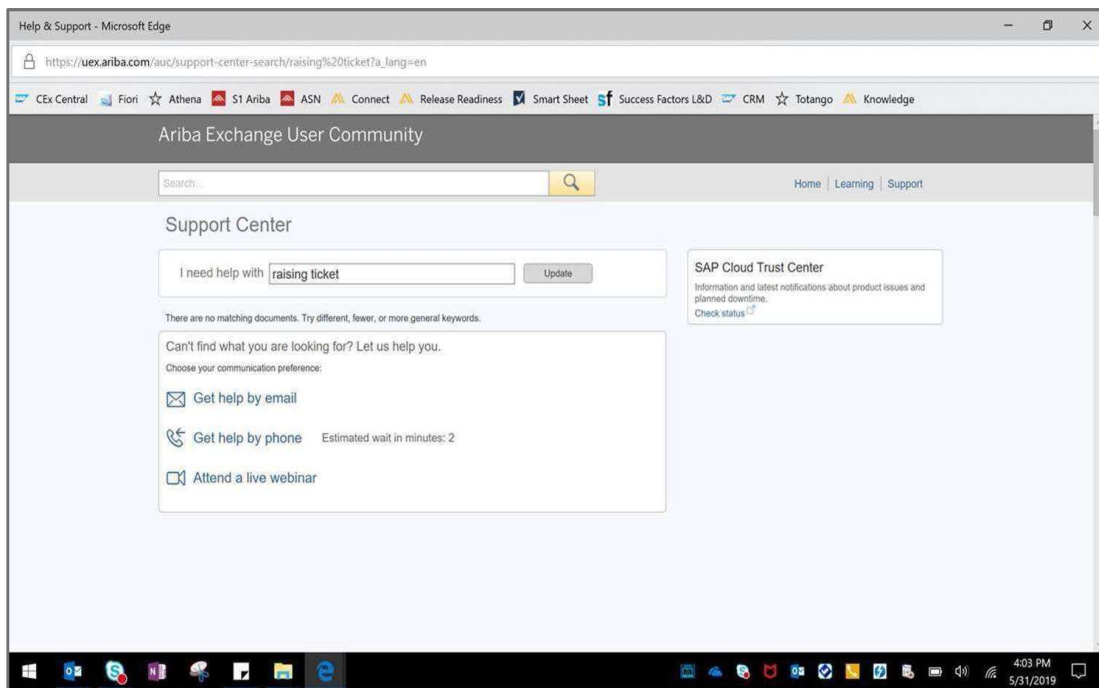 Help & Support - Microsoft Edge
https://uex.ariba.com/auc/support-center-search/raising%20ticket?a_lang=en
CEx Central Fiori Athena S1 Ariba ASN Connect Release Readiness Smart Sheet Success Factors L&D CRM Totango Knowledge
Ariba Exchange User Community
Search...
Home | Learning | Support
Support Center
I need help with raising ticket Update
There are no matching documents. Try different, fewer, or more general keywords.
Can't find what you are looking for? Let us help you.
Choose your communication preference:
Get help by email
Get help by phone Estimated wait in minutes: 2
Attend a live webinar
SAP Cloud Trust Center
Information and latest notifications about product issues and
planned downtime.
Check status
4:03 PM
5/31/2019